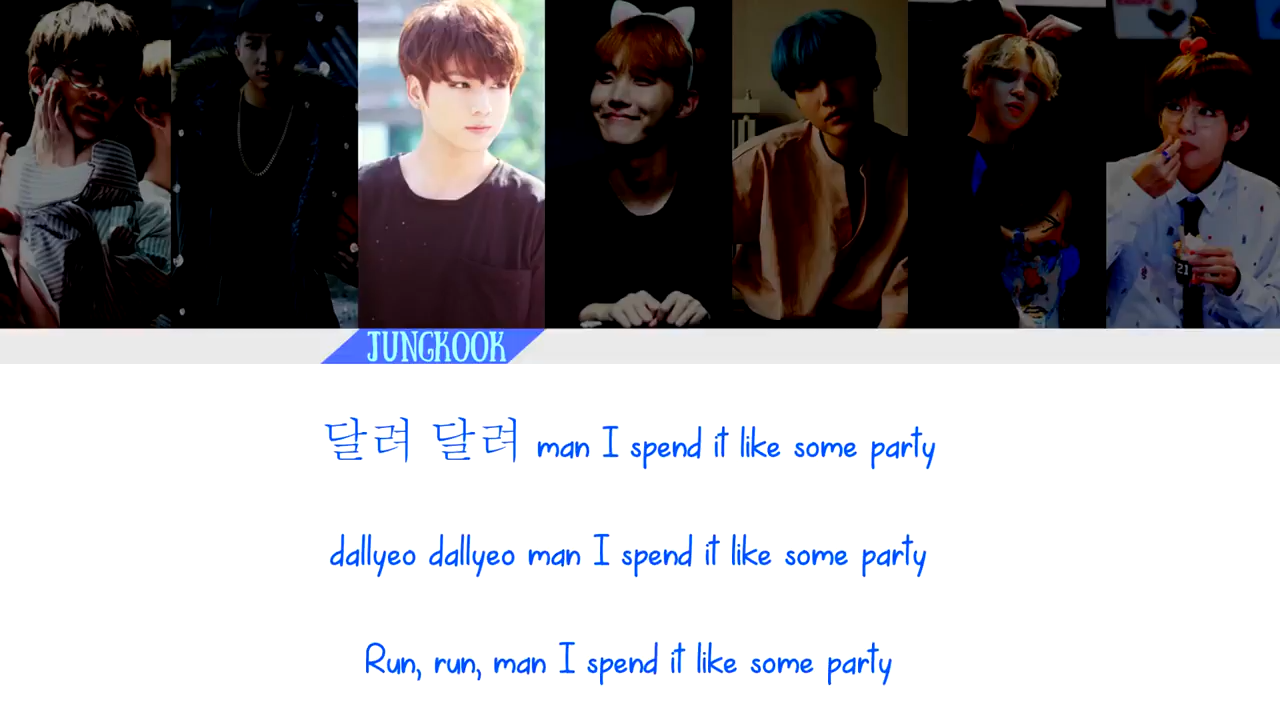 JUNGKOOK
달려 달려 man I spend it like some party
dallyeo dallyeo man I spend it like some party
Run, run, man I spend it like some party